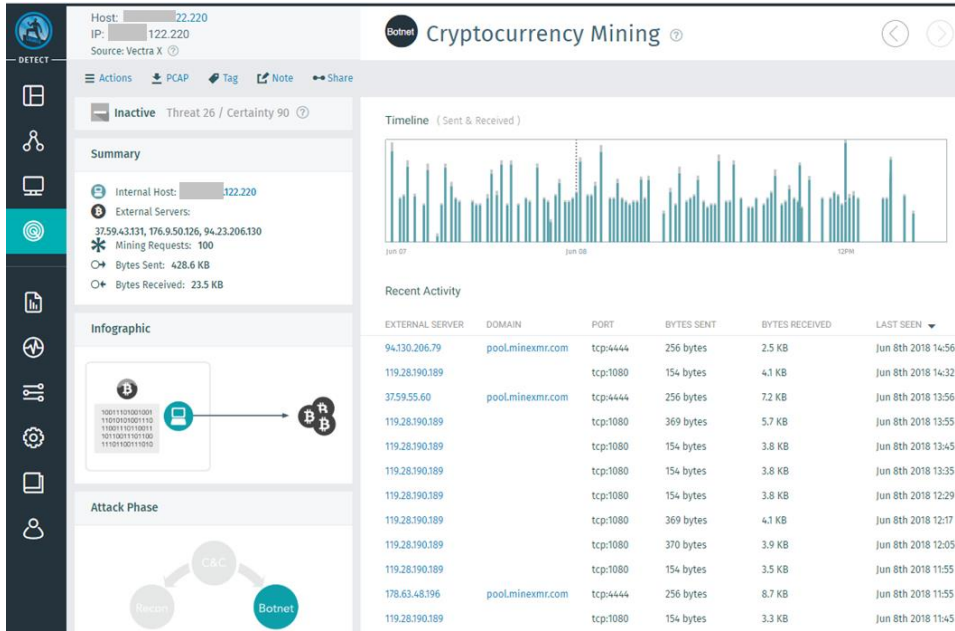 DETECT
Host: 22.220
IP: 122.220
Source: Vectra X ?
Actions PCAP Tag Note Share
Inactive Threat 26 / Certainty 90 ?
Summary
Internal Host: .122.220
External Servers:
37.59.43.131, 176.9.50.126, 94.23.206.130
Mining Requests: 100
Bytes Sent: 428.6 KB
Bytes Received: 23.5 KB
Infographic
10011101001001
11010101001110
11001110110011
10110011101100
11101100111010
Attack Phase
C&C
Recon
Botnet
Botnet Cryptocurrency Mining ?
Timeline ( Sent & Received )
Jun 07 Jun 08 12PM
Recent Activity
EXTERNAL SERVER DOMAIN PORT BYTES SENT BYTES RECEIVED LAST SEEN
94.130.206.79 pool.minexmr.com tcp:4444 256 bytes 2.5 KB Jun 8th 2018 14:56
119.28.190.189 tcp:1080 154 bytes 4.1 KB Jun 8th 2018 14:32
37.59.55.60 pool.minexmr.com tcp:4444 256 bytes 7.2 KB Jun 8th 2018 13:56
119.28.190.189 tcp:1080 369 bytes 5.7 KB Jun 8th 2018 13:55
119.28.190.189 tcp:1080 154 bytes 3.8 KB Jun 8th 2018 13:45
119.28.190.189 tcp:1080 154 bytes 3.8 KB Jun 8th 2018 13:35
119.28.190.189 tcp:1080 154 bytes 3.8 KB Jun 8th 2018 12:29
119.28.190.189 tcp:1080 369 bytes 4.1 KB Jun 8th 2018 12:17
119.28.190.189 tcp:1080 370 bytes 3.9 KB Jun 8th 2018 12:05
119.28.190.189 tcp:1080 154 bytes 3.5 KB Jun 8th 2018 11:55
178.63.48.196 pool.minexmr.com tcp:4444 256 bytes 8.7 KB Jun 8th 2018 11:55
119.28.190.189 tcp:1080 154 bytes 3.3 KB Jun 8th 2018 11:45